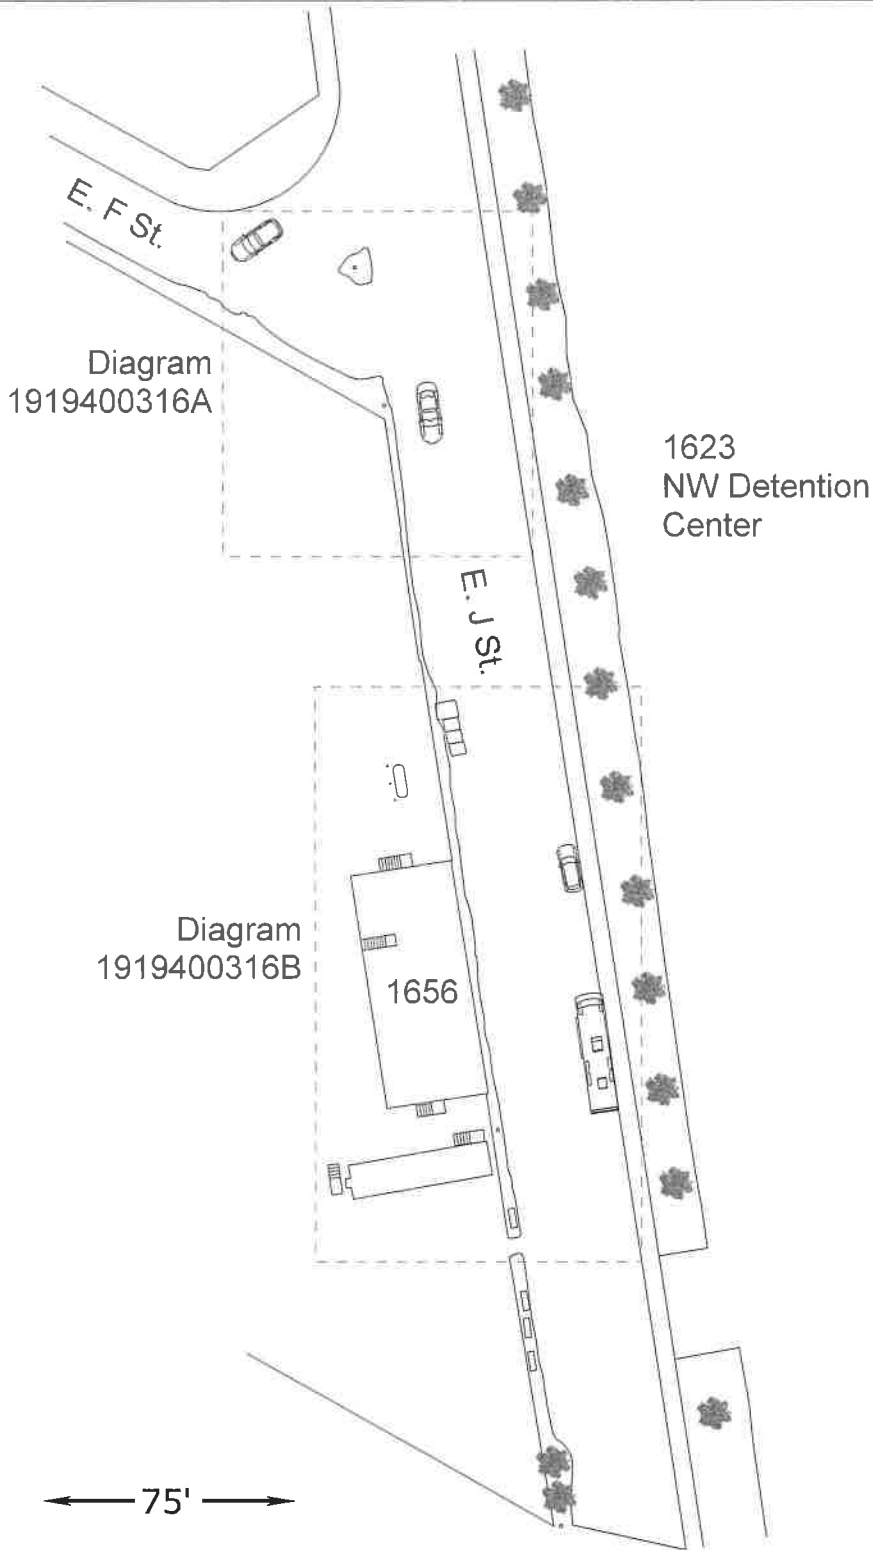 E. F St.
Diagram
1919400316A
1623
NW Detention
Center
E. J St.
Diagram
1919400316B
1656
75'